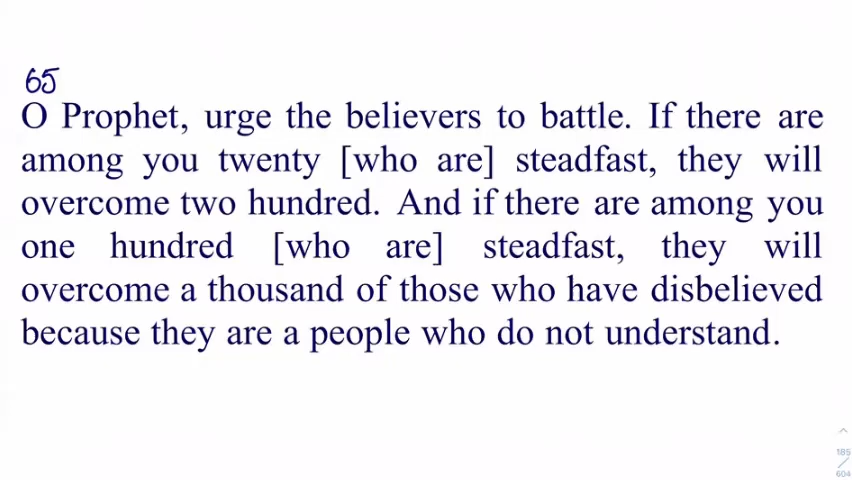 65
O Prophet, urge the believers to battle. If there are
among you twenty [who are] steadfast, they will
overcome two hundred. And if there are among you
one hundred [who are] steadfast, they will
overcome a thousand of those who have disbelieved
because they are a people who do not understand.
185
/
604